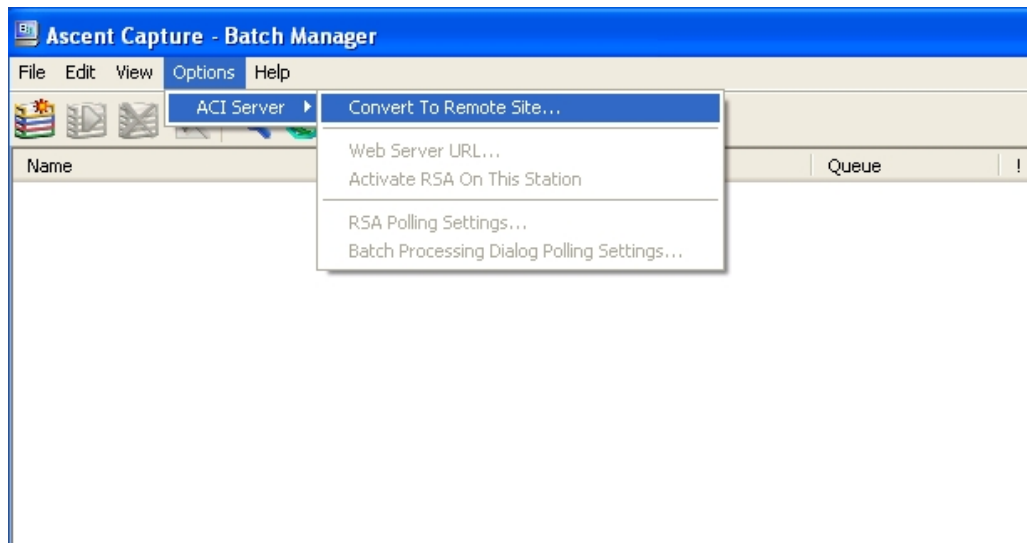 Ascent Capture - Batch Manager
File Edit View Options Help
ACI Server
Convert To Remote Site...
Web Server URL...
Activate RSA On This Station
RSA Polling Settings...
Batch Processing Dialog Polling Settings...
Name Queue !